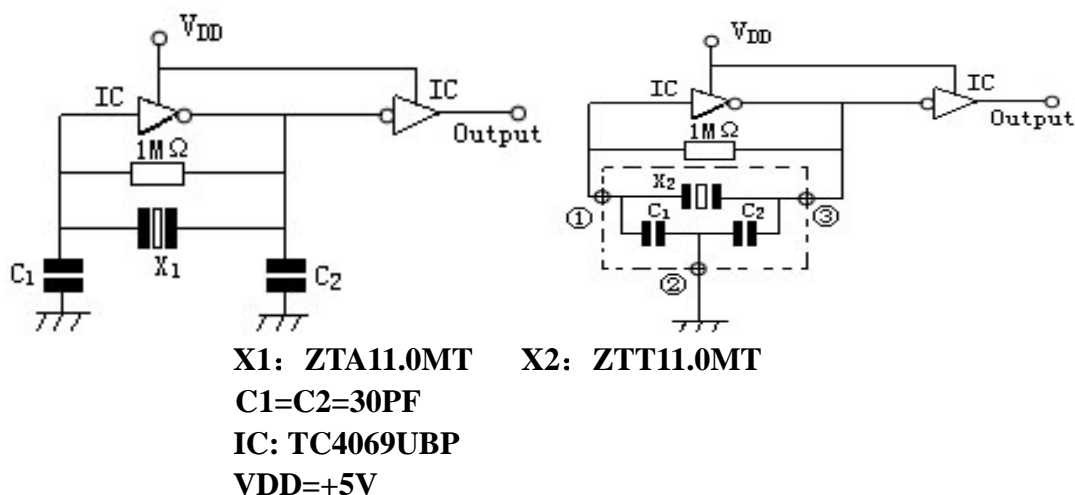 VDD
IC
IC
1MΩ
Output
X1
C1
C2
VDD
IC
IC
1MΩ
Output
X2
①
C1
C2
③
②
X1：ZTA11.0MT X2：ZTT11.0MT
C1=C2=30PF
IC: TC4069UBP
VDD=+5V